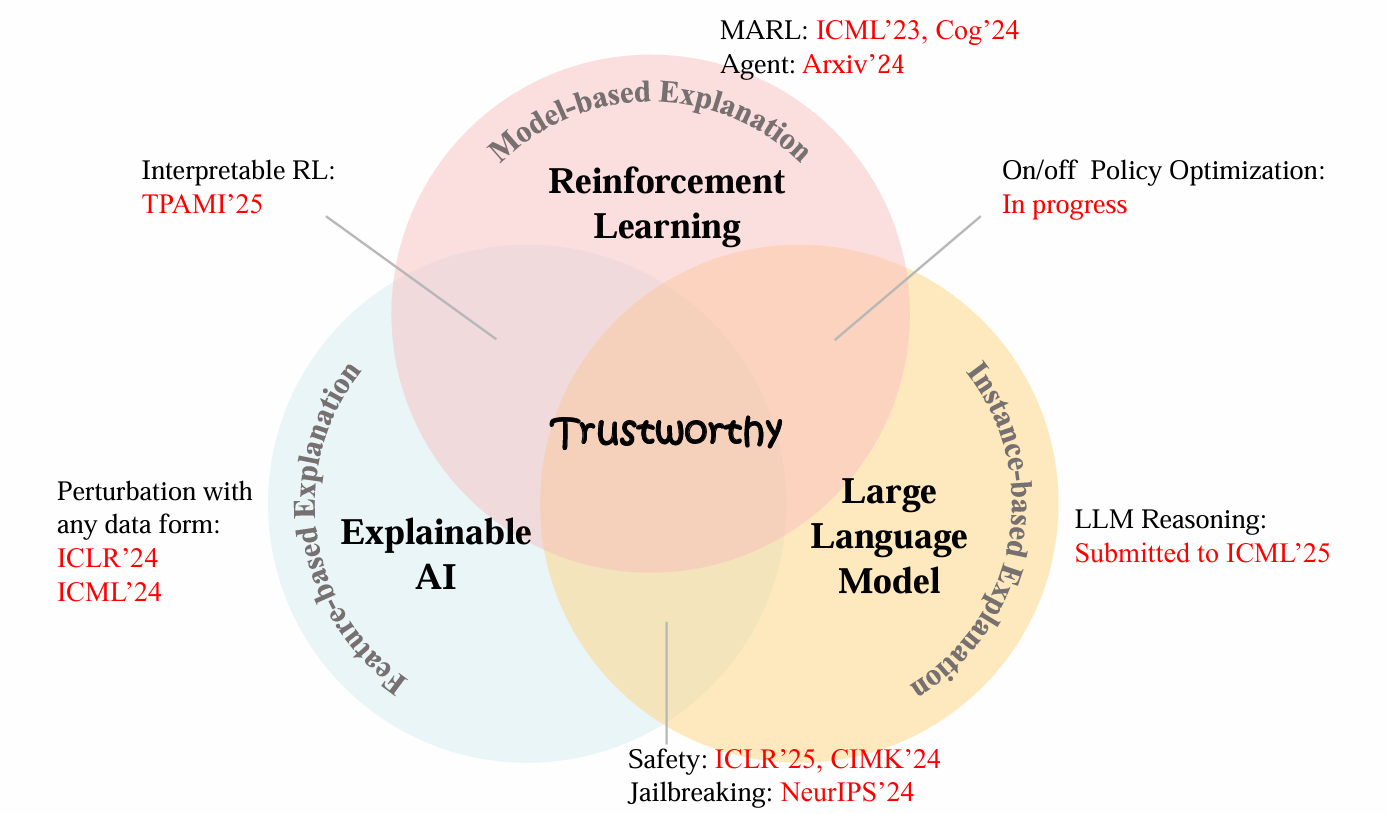 MARL: ICML’23, Cog’24
Agent: Arxiv’24
Model-based Explanation
Interpretable RL:
TPAMI’25
Reinforcement
Learning
On/off Policy Optimization:
In progress
Feature-based Explanation
Instance-based Explanation
Trustworthy
Perturbation with
any data form:
ICLR’24
ICML’24
Explainable
AI
Large
Language
Model
LLM Reasoning:
Submitted to ICML’25
Safety: ICLR’25, CIMK’24
Jailbreaking: NeurIPS’24